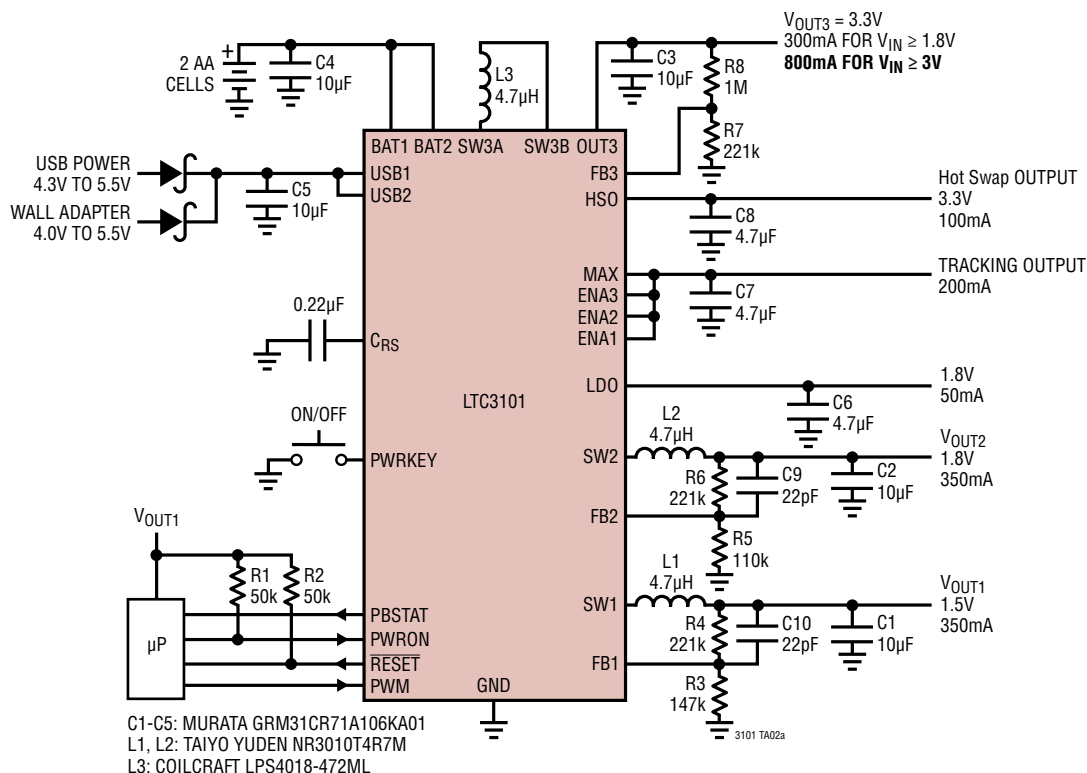 VOUT3 = 3.3V
300mA FOR VIN ≥ 1.8V
800mA FOR VIN ≥ 3V
2 AA
CELLS
+
C4
10µF
L3
4.7µH
C3
10µF
R8
1M
R7
221k
BAT1 BAT2 SW3A SW3B OUT3
USB POWER
4.3V TO 5.5V
WALL ADAPTER
4.0V TO 5.5V
C5
10µF
USB1
USB2
FB3
HSO
Hot Swap OUTPUT
3.3V
100mA
C8
4.7µF
MAX
ENA3
ENA2
ENA1
TRACKING OUTPUT
200mA
C7
4.7µF
0.22µF
CRS
LTC3101
LDO
1.8V
50mA
C6
4.7µF
ON/OFF
PWRKEY
SW2
L2
4.7µH
VOUT2
1.8V
350mA
R6
221k
C9
22pF
C2
10µF
FB2
R5
110k
VOUT1
R1
50k
R2
50k
µP
PBSTAT
PWRON
RESET
PWM
GND
SW1
L1
4.7µH
VOUT1
1.5V
350mA
R4
221k
C10
22pF
C1
10µF
FB1
R3
147k
3101 TA02a
C1-C5: MURATA GRM31CR71A106KA01
L1, L2: TAIYO YUDEN NR3010T4R7M
L3: COILCRAFT LPS4018-472ML